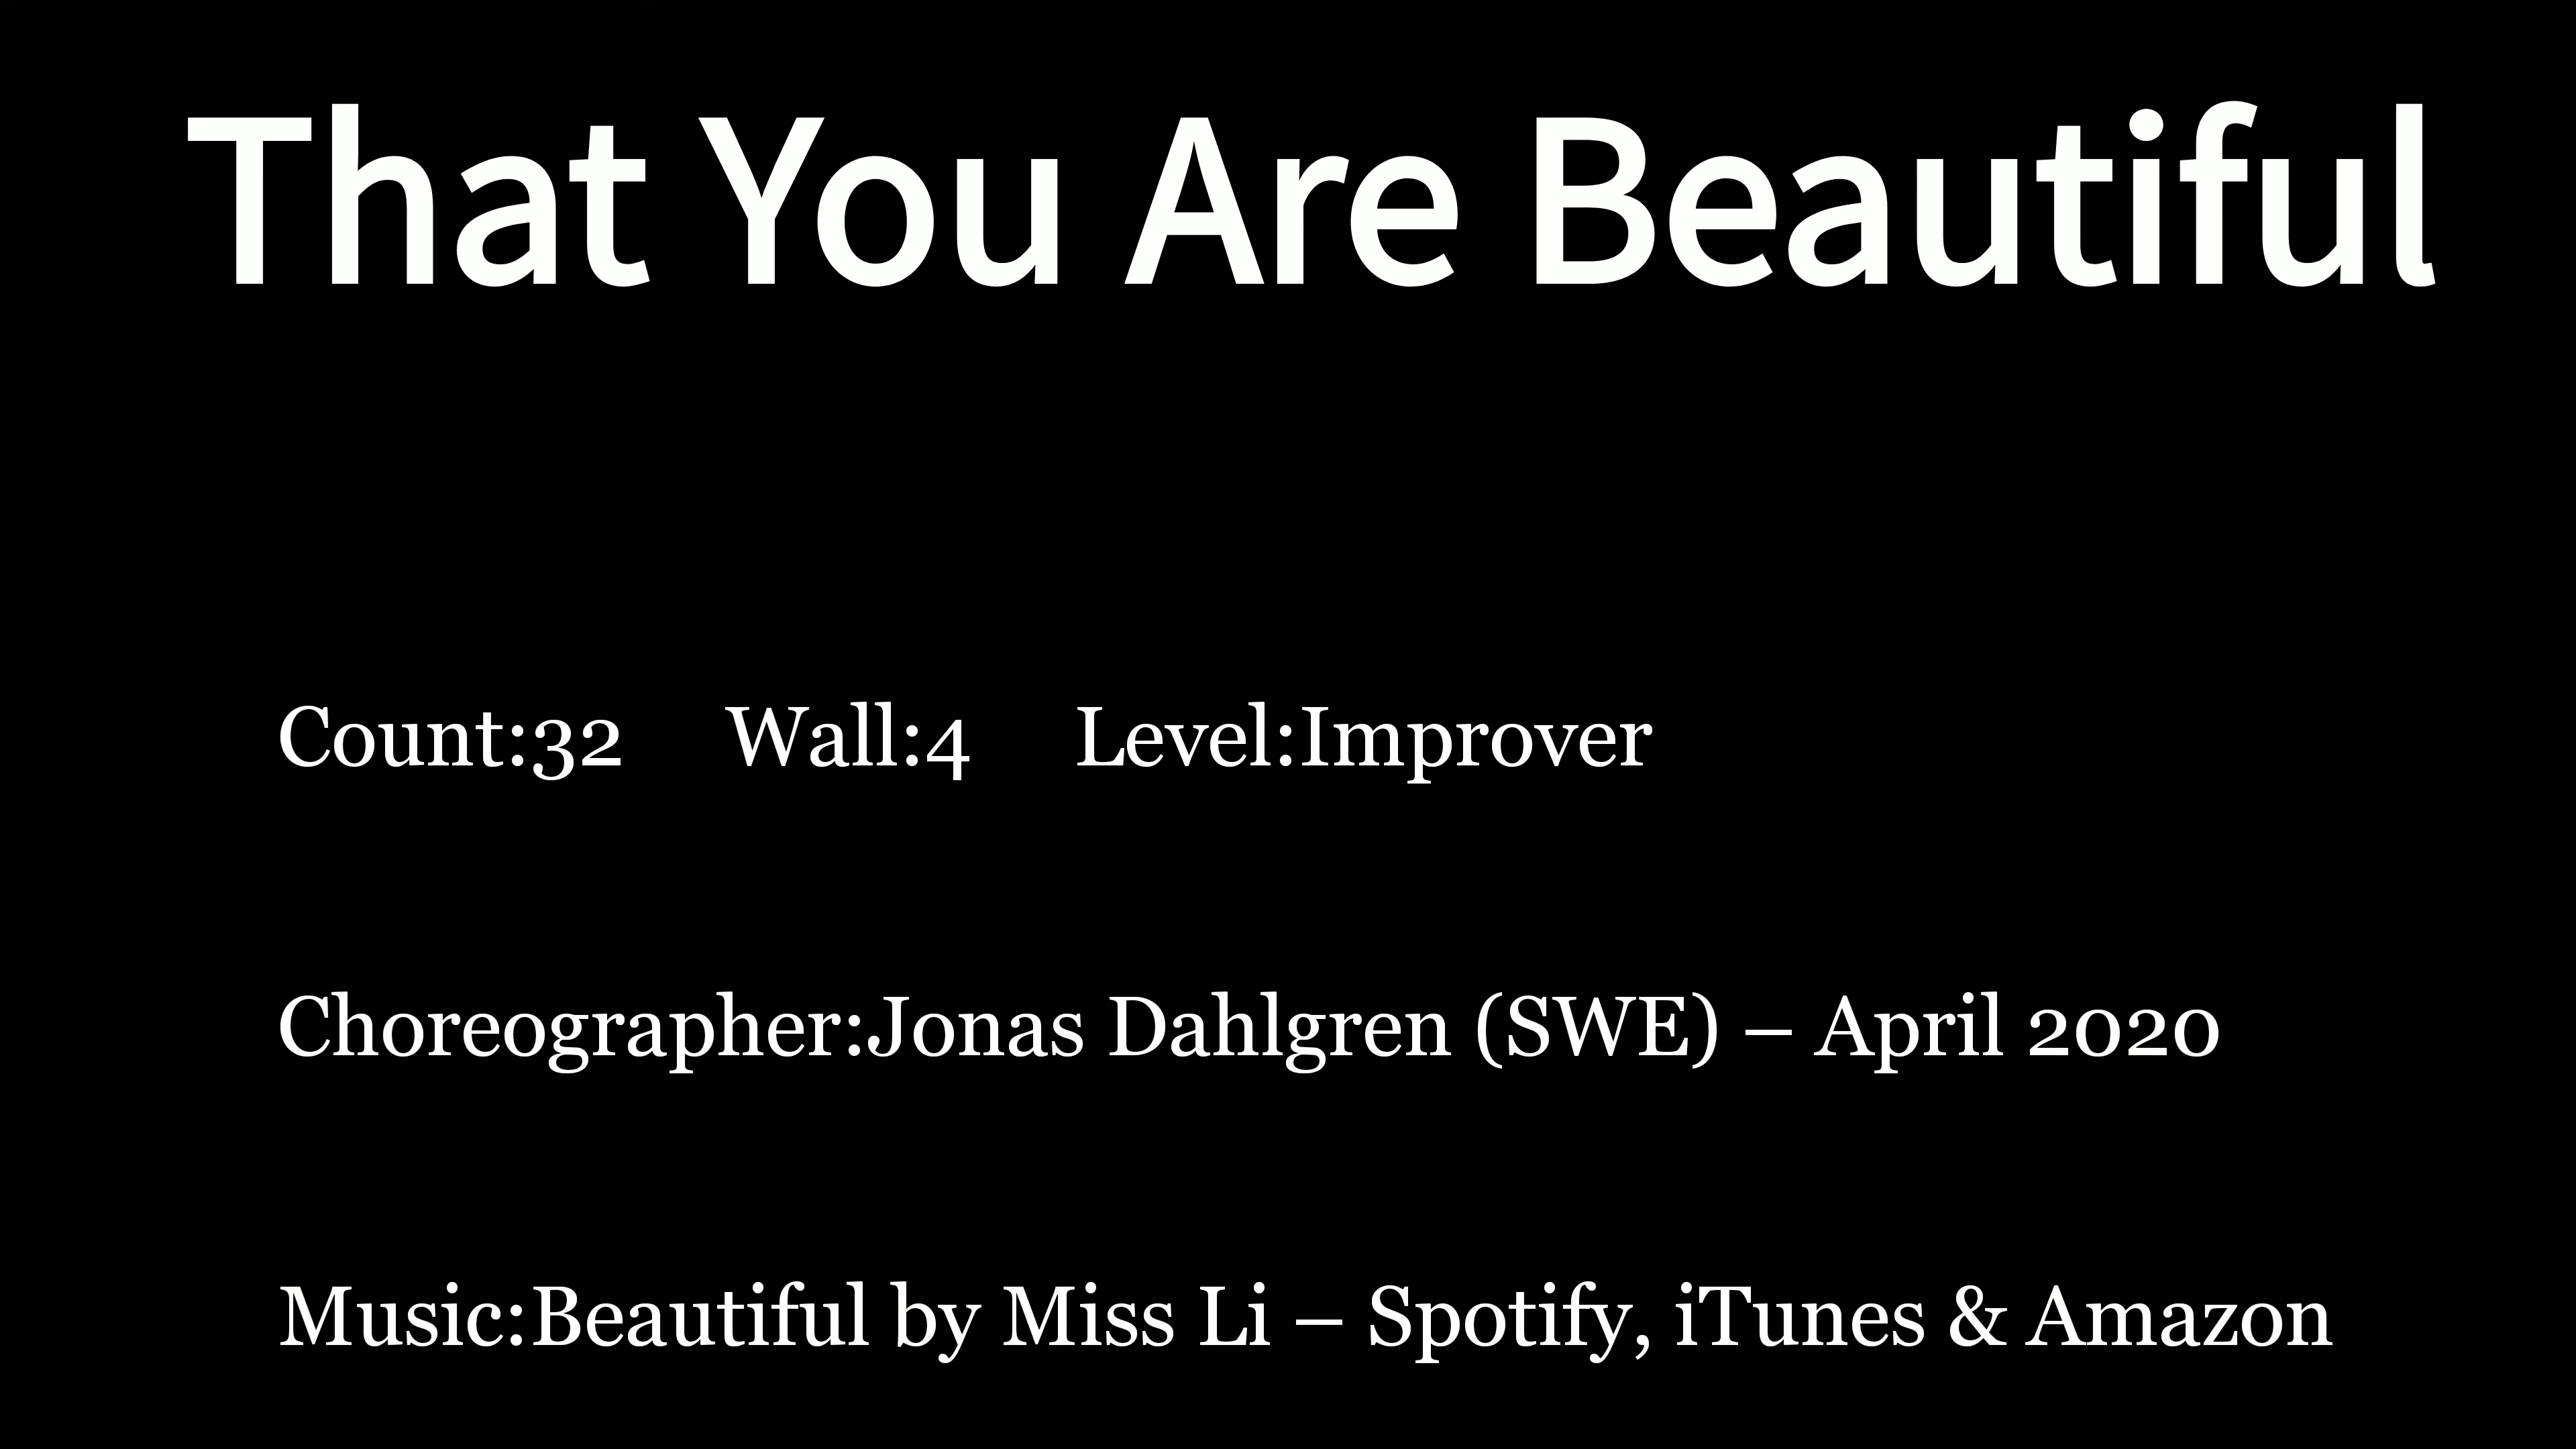 That You Are Beautiful
Count:32 Wall:4 Level:Improver
Choreographer:Jonas Dahlgren (SWE) – April 2020
Music:Beautiful by Miss Li – Spotify, iTunes & Amazon